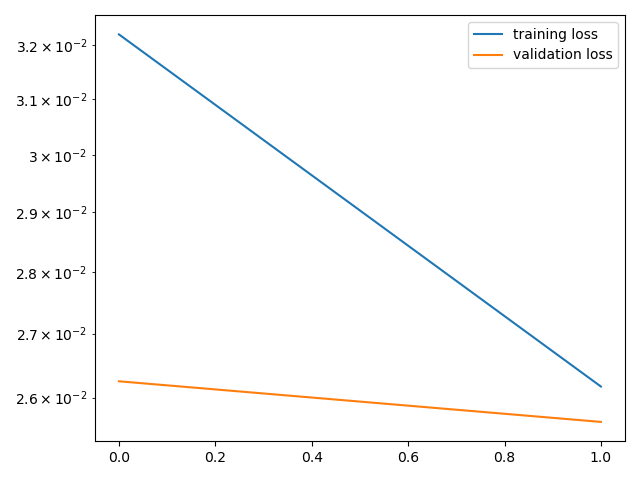 training loss
validation loss
3.2 × 10⁻²
3.1 × 10⁻²
3 × 10⁻²
2.9 × 10⁻²
2.8 × 10⁻²
2.7 × 10⁻²
2.6 × 10⁻²
0.0 0.2 0.4 0.6 0.8 1.0